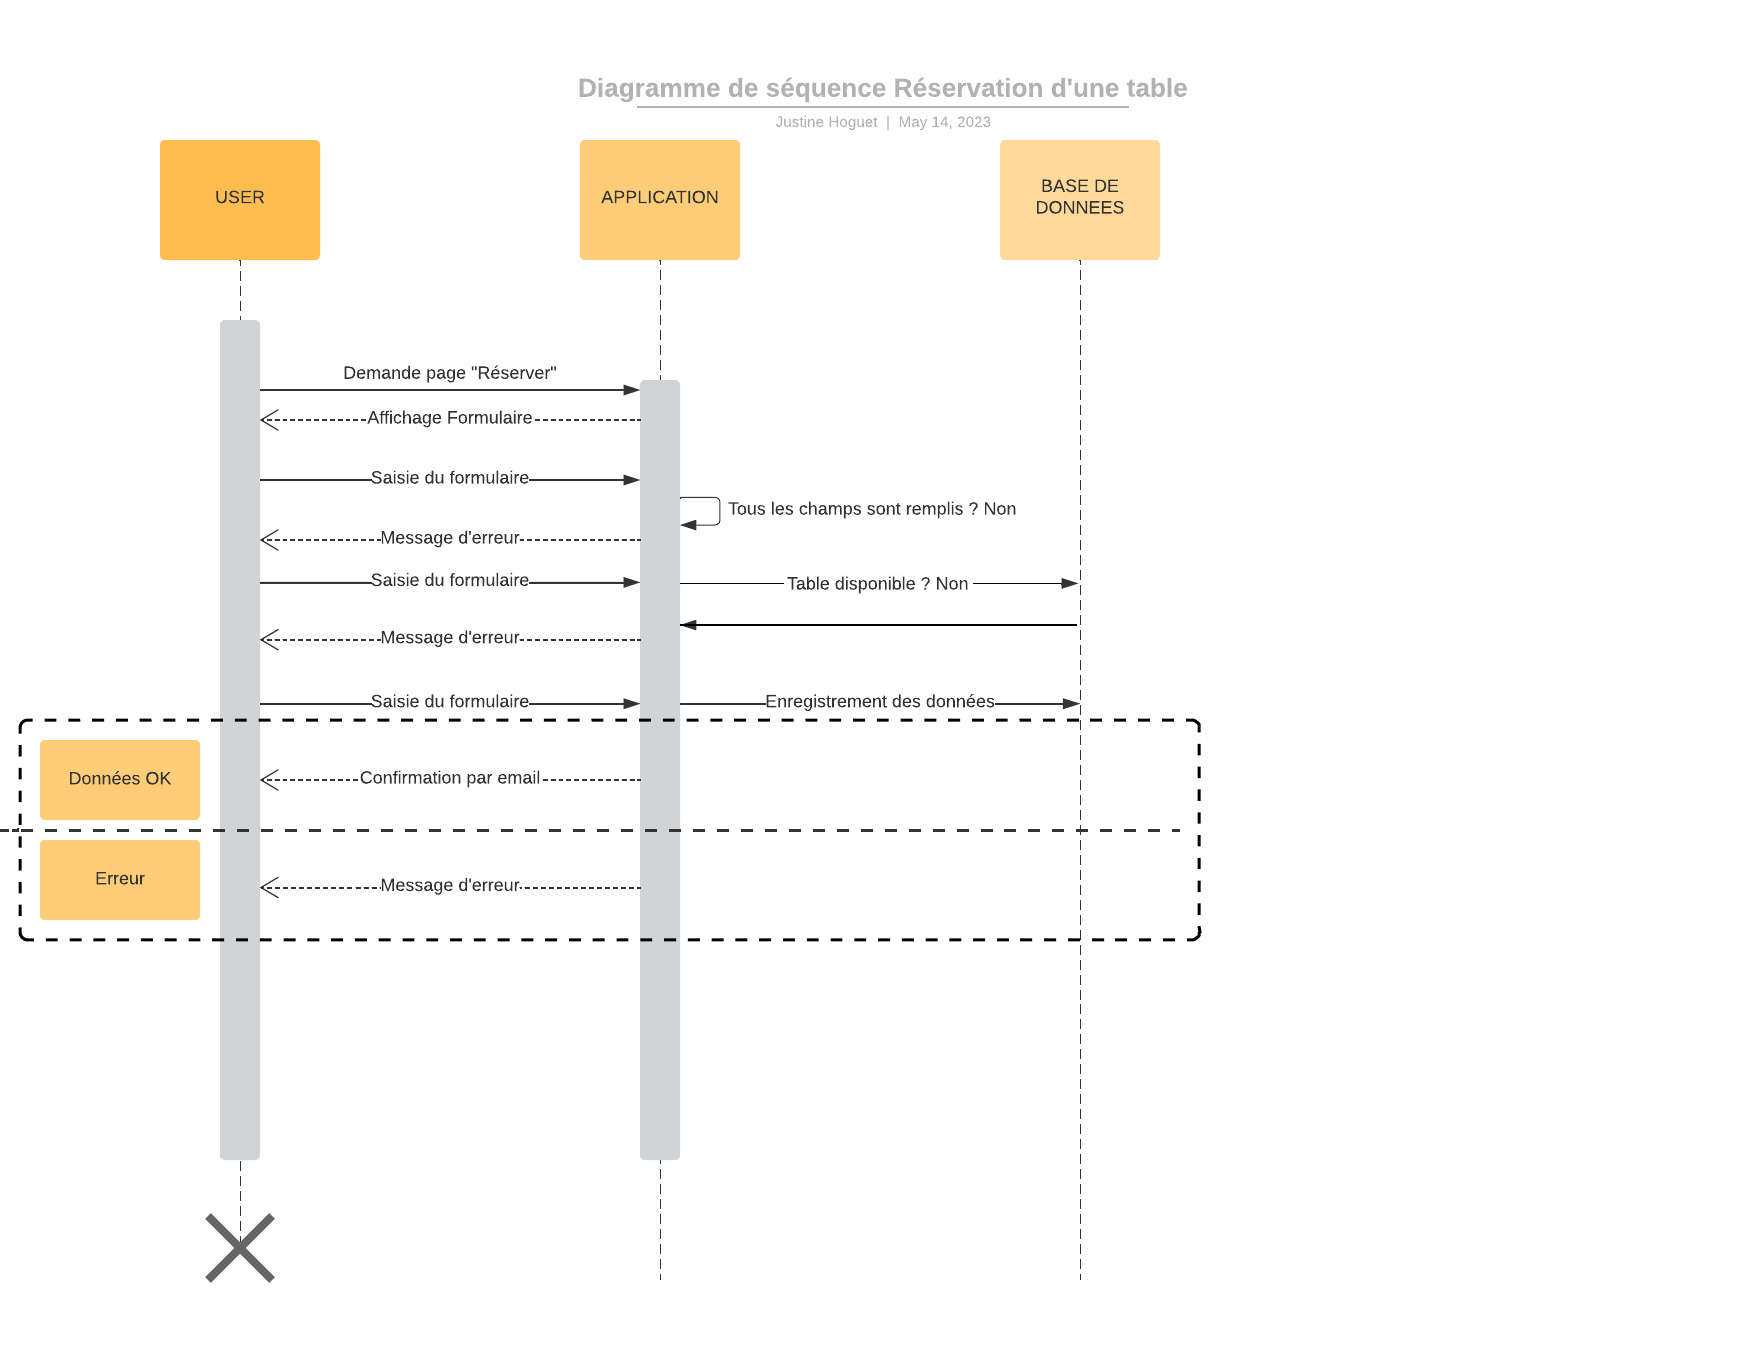 Diagramme de séquence Réservation d'une table
Justine Hoguet | May 14, 2023
USER
APPLICATION
BASE DE
DONNEES
Demande page "Réserver"
Affichage Formulaire
Saisie du formulaire
Tous les champs sont remplis ? Non
Message d'erreur
Saisie du formulaire
Table disponible ? Non
Message d'erreur
Saisie du formulaire
Enregistrement des données
Données OK
Confirmation par email
Erreur
Message d'erreur